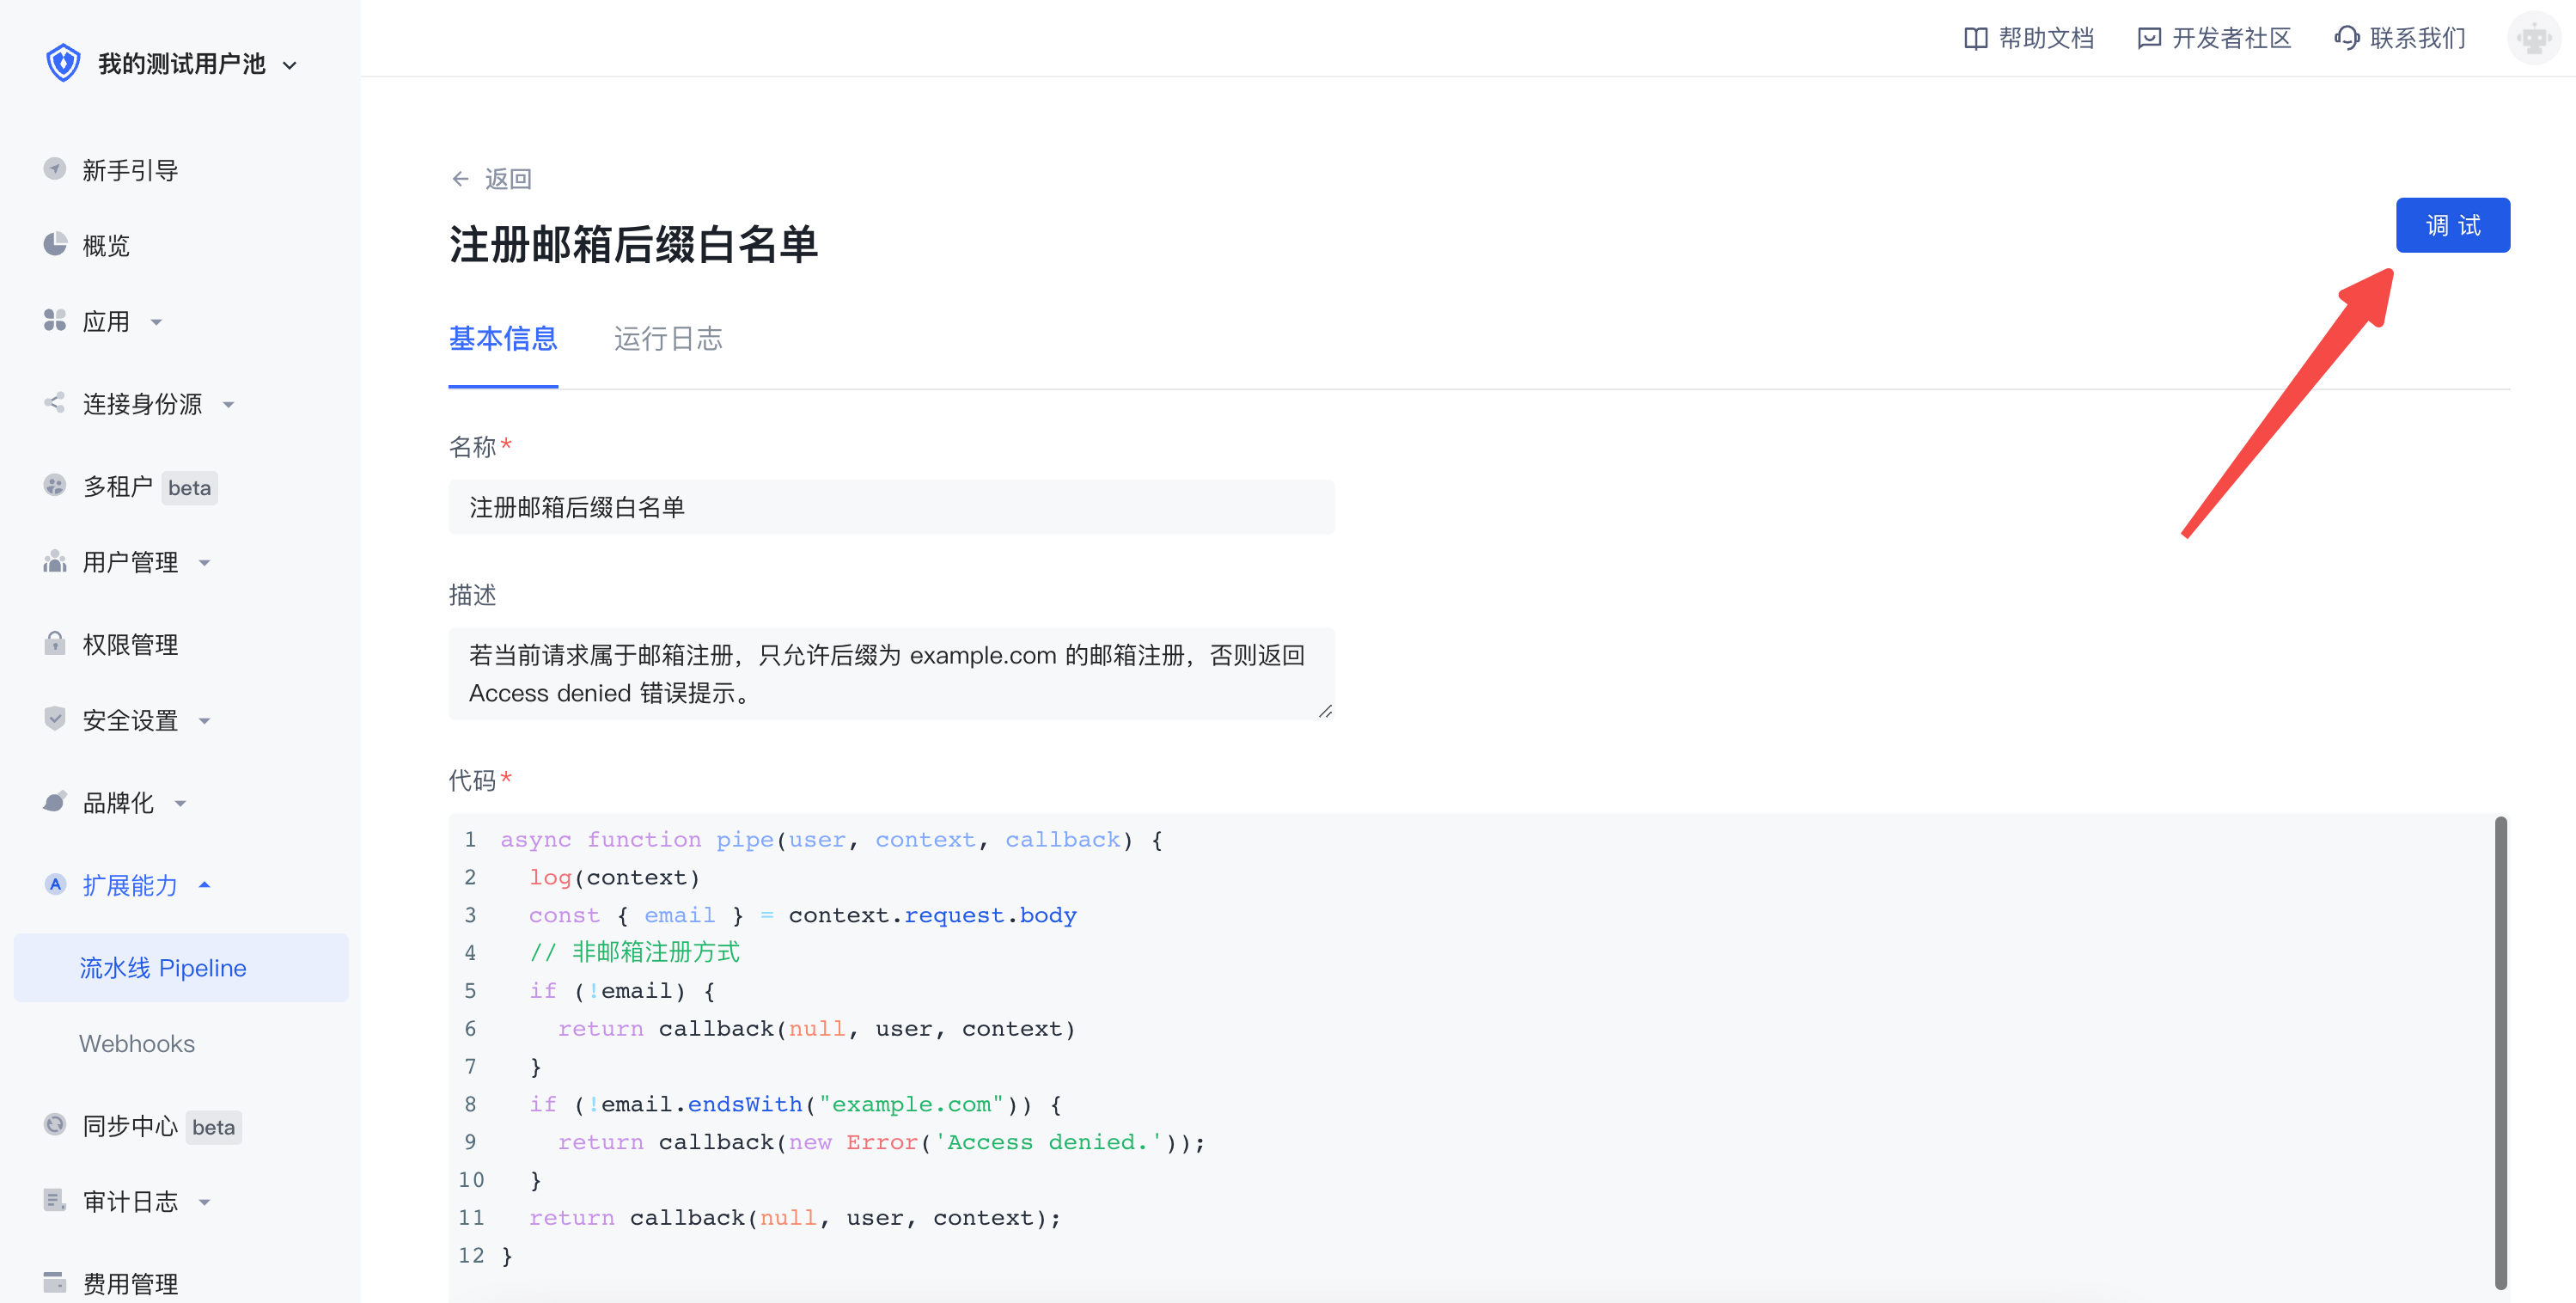 我的测试用户池
帮助文档
开发者社区
联系我们
新手引导
概览
应用
连接身份源
多租户 beta
用户管理
权限管理
安全设置
品牌化
扩展能力
流水线 Pipeline
Webhooks
同步中心 beta
审计日志
费用管理
← 返回
注册邮箱后缀白名单
调 试
基本信息
运行日志
名称*
注册邮箱后缀白名单
描述
若当前请求属于邮箱注册，只允许后缀为 example.com 的邮箱注册，否则返回
Access denied 错误提示。
代码*
1 async function pipe(user, context, callback) {
2   log(context)
3   const { email } = context.request.body
4   // 非邮箱注册方式
5   if (!email) {
6     return callback(null, user, context)
7   }
8   if (!email.endsWith("example.com")) {
9     return callback(new Error('Access denied.'));
10   }
11   return callback(null, user, context);
12 }